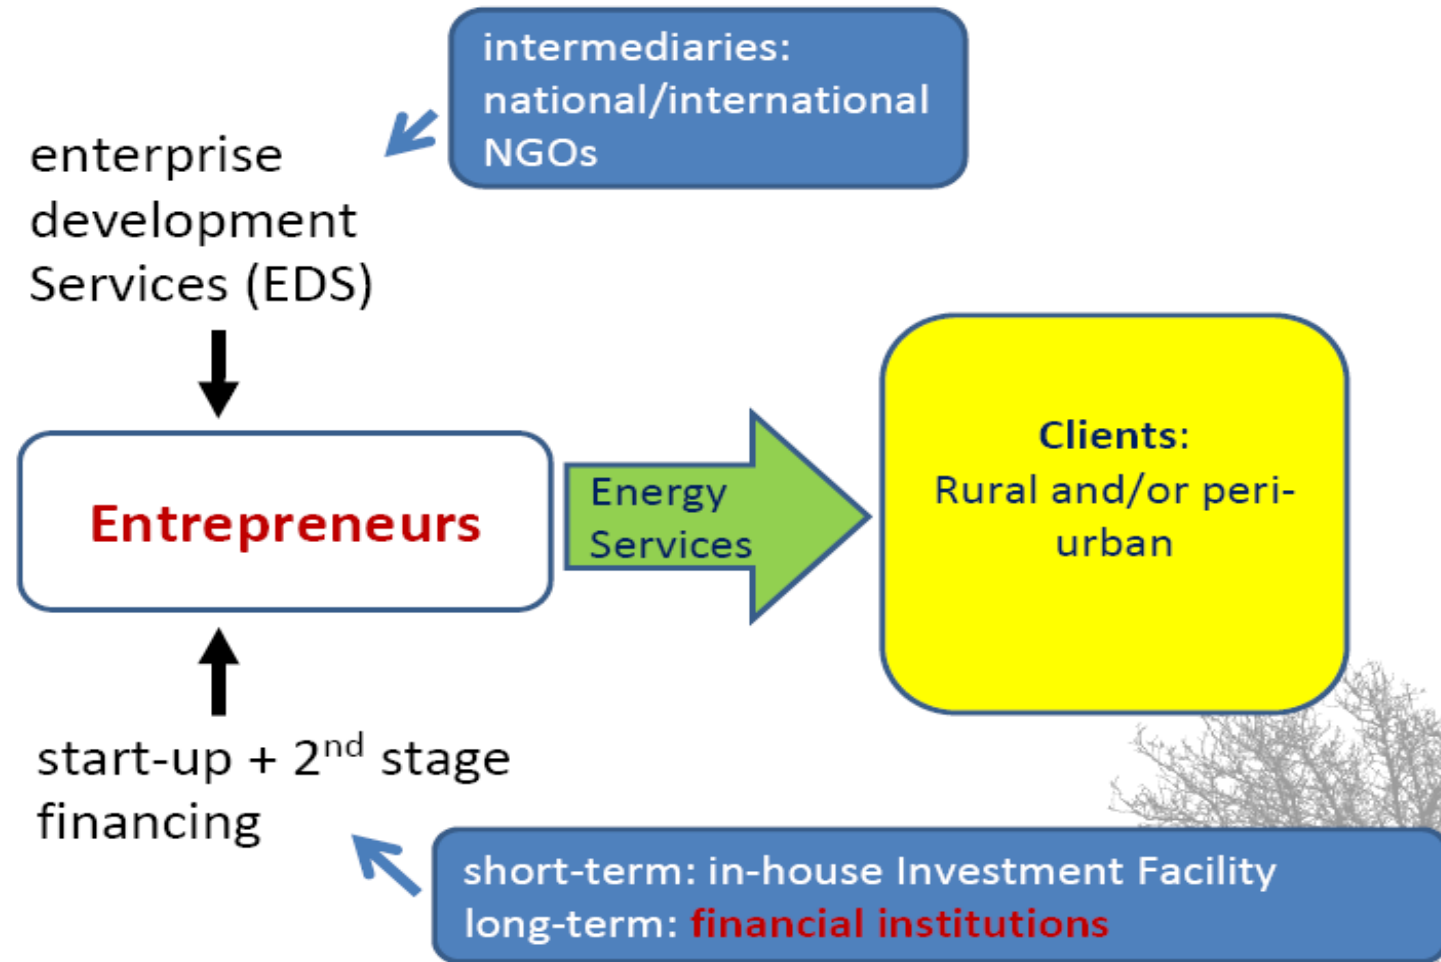 intermediaries:
national/international
NGOs
enterprise
development
Services (EDS)
Entrepreneurs
Energy
Services
Clients:
Rural and/or peri-
urban
start-up + 2nd stage
financing
short-term: in-house Investment Facility
long-term: financial institutions